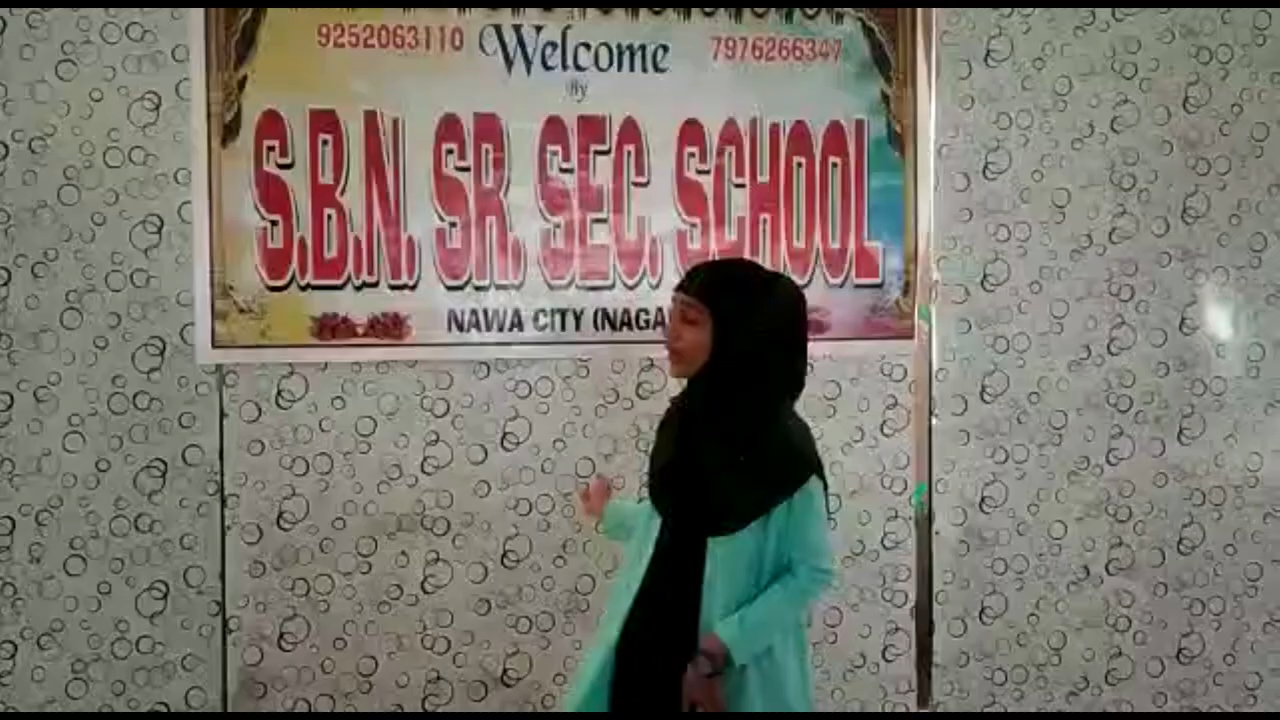 9252063110 Welcome 7976266347
By
S.B.N. SR. SEC. SCHOOL
NAWA CITY (NAGA